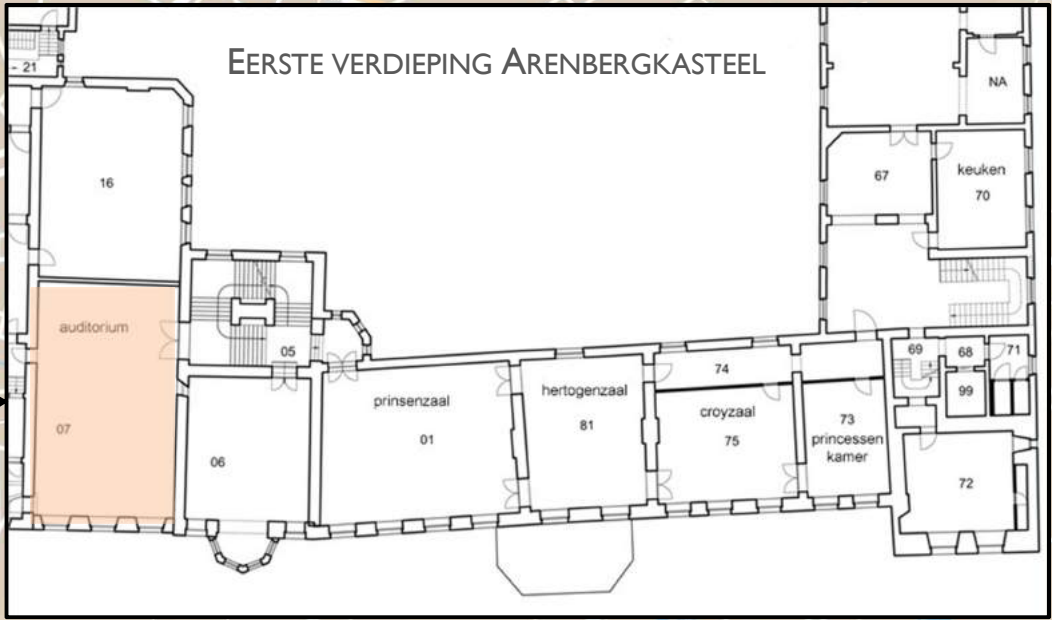 EERSTE VERDIEPING ARENBERGKASTEEL
21
16
NA
67
keuken
70
auditorium
07
05
06
prinsenzaal
01
hertogenzaal
81
74
croyzaal
75
73
princessen
kamer
69
68
71
99
72